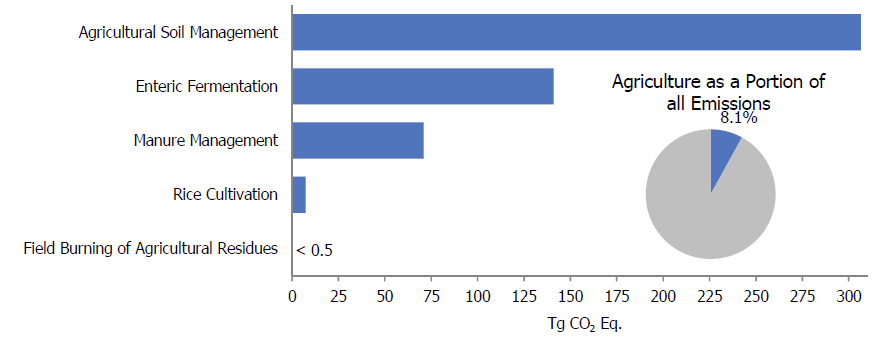 Agricultural Soil Management
Enteric Fermentation
Manure Management
Rice Cultivation
Field Burning of Agricultural Residues
< 0.5
Agriculture as a Portion of
all Emissions
8.1%
0 25 50 75 100 125 150 175 200 225 250 275 300
Tg CO₂ Eq.